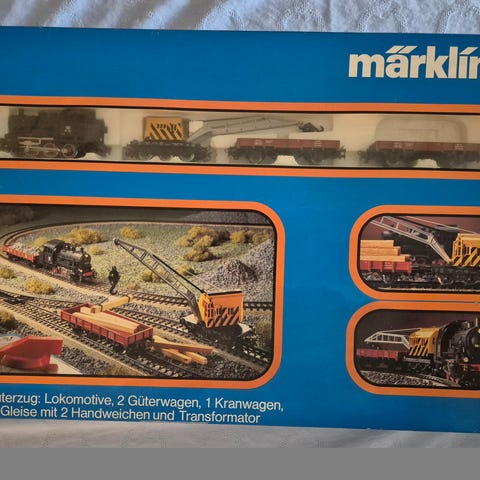 märklin
terzug: Lokomotive, 2 Güterwagen, 1 Kranwagen,
Gleise mit 2 Handweichen und Transformator